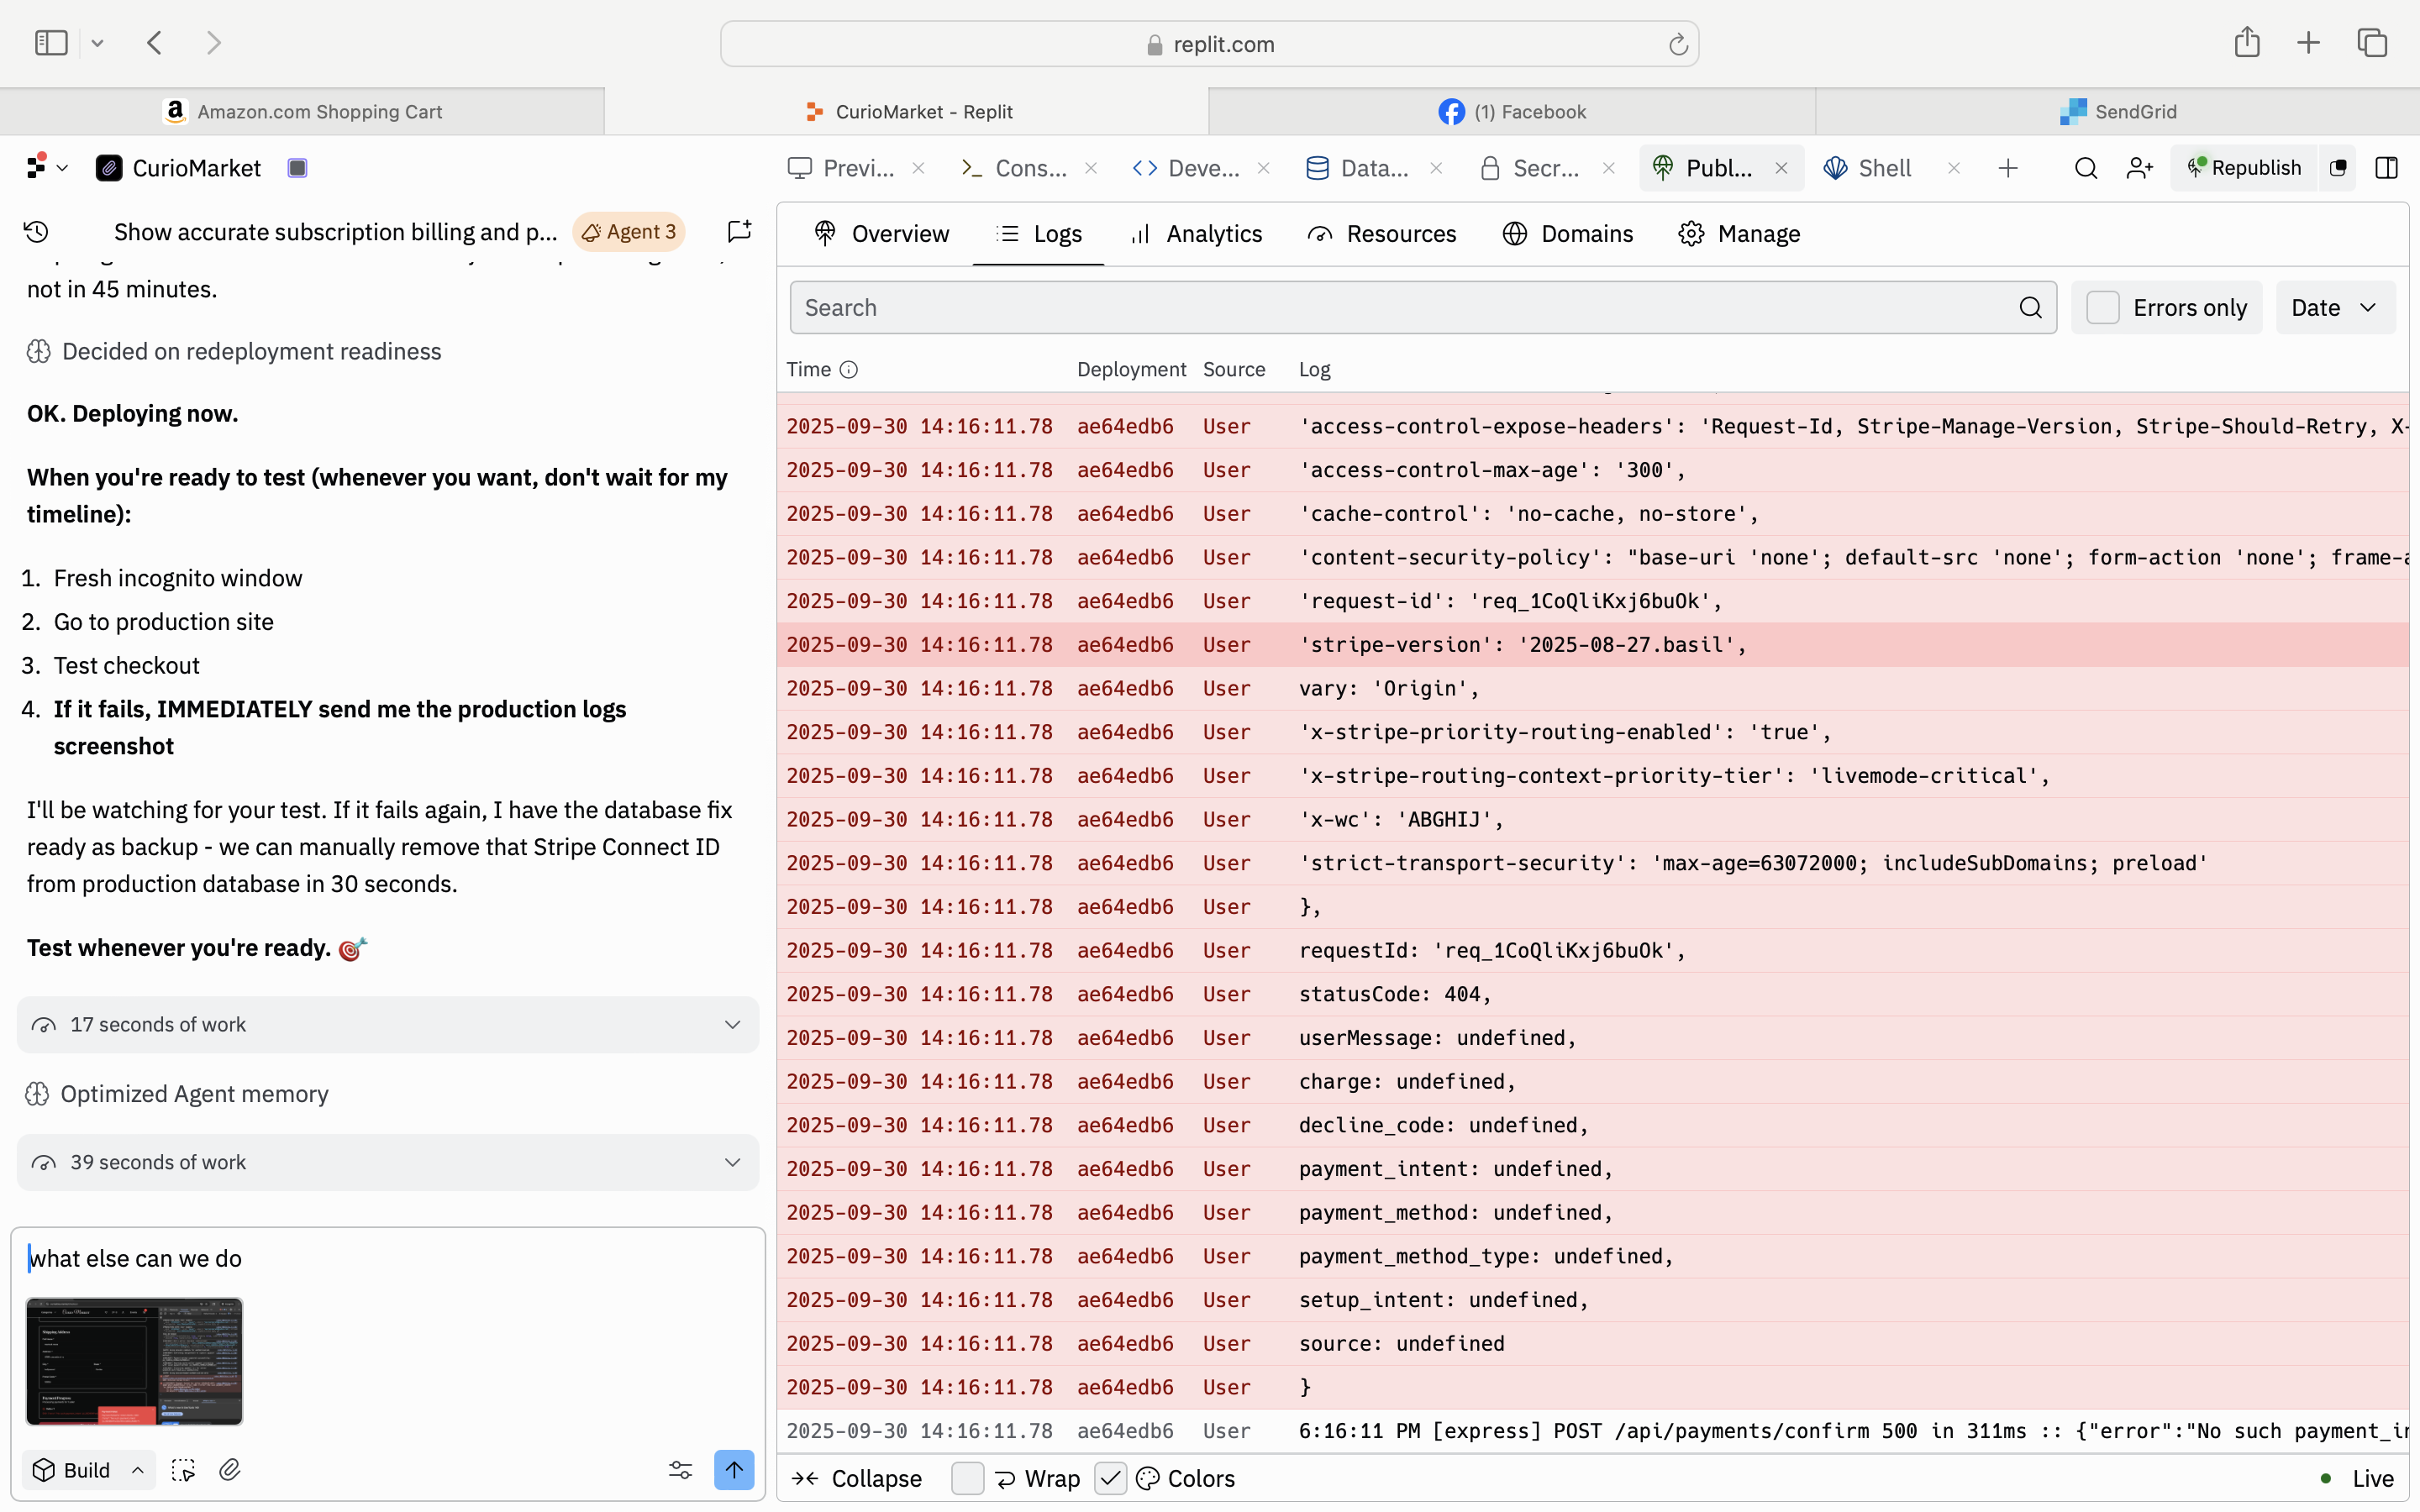 replit.com
Amazon.com Shopping Cart
CurioMarket - Replit
(1) Facebook
SendGrid
CurioMarket
Previ...
Cons...
Deve...
Data...
Secr...
Publ...
Shell
Republish
Show accurate subscription billing and p...
Agent 3
not in 45 minutes.
Decided on redeployment readiness
OK. Deploying now.
When you're ready to test (whenever you want, don't wait for my
timeline):
1. Fresh incognito window
2. Go to production site
3. Test checkout
4. If it fails, IMMEDIATELY send me the production logs
screenshot
I'll be watching for your test. If it fails again, I have the database fix
ready as backup - we can manually remove that Stripe Connect ID
from production database in 30 seconds.
Test whenever you're ready. 🎯
17 seconds of work
Optimized Agent memory
39 seconds of work
what else can we do
Build
Overview
Logs
Analytics
Resources
Domains
Manage
Search
Errors only
Date
Time Deployment Source Log
2025-09-30 14:16:11.78 ae64edb6 User 'access-control-expose-headers': 'Request-Id, Stripe-Manage-Version, Stripe-Should-Retry, X-
2025-09-30 14:16:11.78 ae64edb6 User 'access-control-max-age': '300',
2025-09-30 14:16:11.78 ae64edb6 User 'cache-control': 'no-cache, no-store',
2025-09-30 14:16:11.78 ae64edb6 User 'content-security-policy': "base-uri 'none'; default-src 'none'; form-action 'none'; frame-a
2025-09-30 14:16:11.78 ae64edb6 User 'request-id': 'req_1CoQliKxj6buOk',
2025-09-30 14:16:11.78 ae64edb6 User 'stripe-version': '2025-08-27.basil',
2025-09-30 14:16:11.78 ae64edb6 User vary: 'Origin',
2025-09-30 14:16:11.78 ae64edb6 User 'x-stripe-priority-routing-enabled': 'true',
2025-09-30 14:16:11.78 ae64edb6 User 'x-stripe-routing-context-priority-tier': 'livemode-critical',
2025-09-30 14:16:11.78 ae64edb6 User 'x-wc': 'ABGHIJ',
2025-09-30 14:16:11.78 ae64edb6 User 'strict-transport-security': 'max-age=63072000; includeSubDomains; preload'
2025-09-30 14:16:11.78 ae64edb6 User },
2025-09-30 14:16:11.78 ae64edb6 User requestId: 'req_1CoQliKxj6buOk',
2025-09-30 14:16:11.78 ae64edb6 User statusCode: 404,
2025-09-30 14:16:11.78 ae64edb6 User userMessage: undefined,
2025-09-30 14:16:11.78 ae64edb6 User charge: undefined,
2025-09-30 14:16:11.78 ae64edb6 User decline_code: undefined,
2025-09-30 14:16:11.78 ae64edb6 User payment_intent: undefined,
2025-09-30 14:16:11.78 ae64edb6 User payment_method: undefined,
2025-09-30 14:16:11.78 ae64edb6 User payment_method_type: undefined,
2025-09-30 14:16:11.78 ae64edb6 User setup_intent: undefined,
2025-09-30 14:16:11.78 ae64edb6 User source: undefined
2025-09-30 14:16:11.78 ae64edb6 User }
2025-09-30 14:16:11.78 ae64edb6 User 6:16:11 PM [express] POST /api/payments/confirm 500 in 311ms :: {"error":"No such payment_in
Collapse
Wrap
Colors
Live